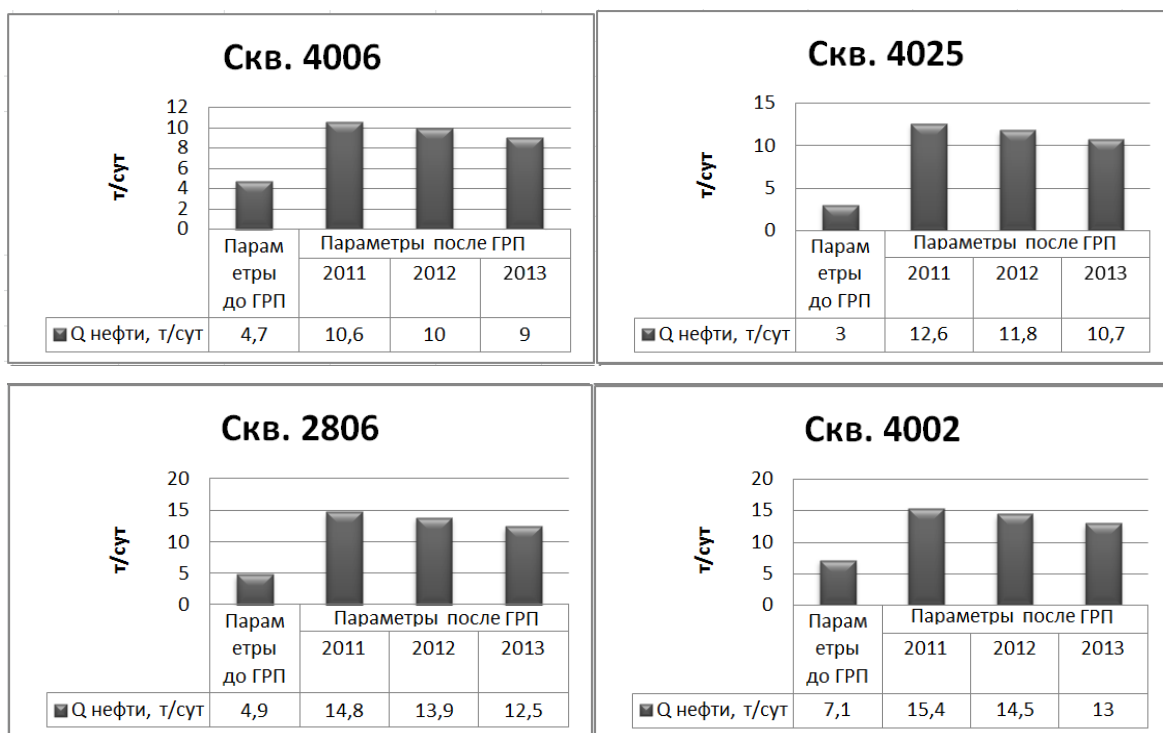 Скв. 4006
т/сут
12
10
8
6
4
2
0
Парам
етры
до ГРП
Параметры после ГРП
2011 2012 2013
Q нефти, т/сут 4,7 10,6 10 9
Скв. 4025
т/сут
15
10
5
0
Парам
етры
до ГРП
Параметры после ГРП
2011 2012 2013
Q нефти, т/сут 3 12,6 11,8 10,7
Скв. 2806
т/сут
20
15
10
5
0
Парам
етры
до ГРП
Параметры после ГРП
2011 2012 2013
Q нефти, т/сут 4,9 14,8 13,9 12,5
Скв. 4002
т/сут
20
15
10
5
0
Парам
етры
до ГРП
Параметры после ГРП
2011 2012 2013
Q нефти, т/сут 7,1 15,4 14,5 13